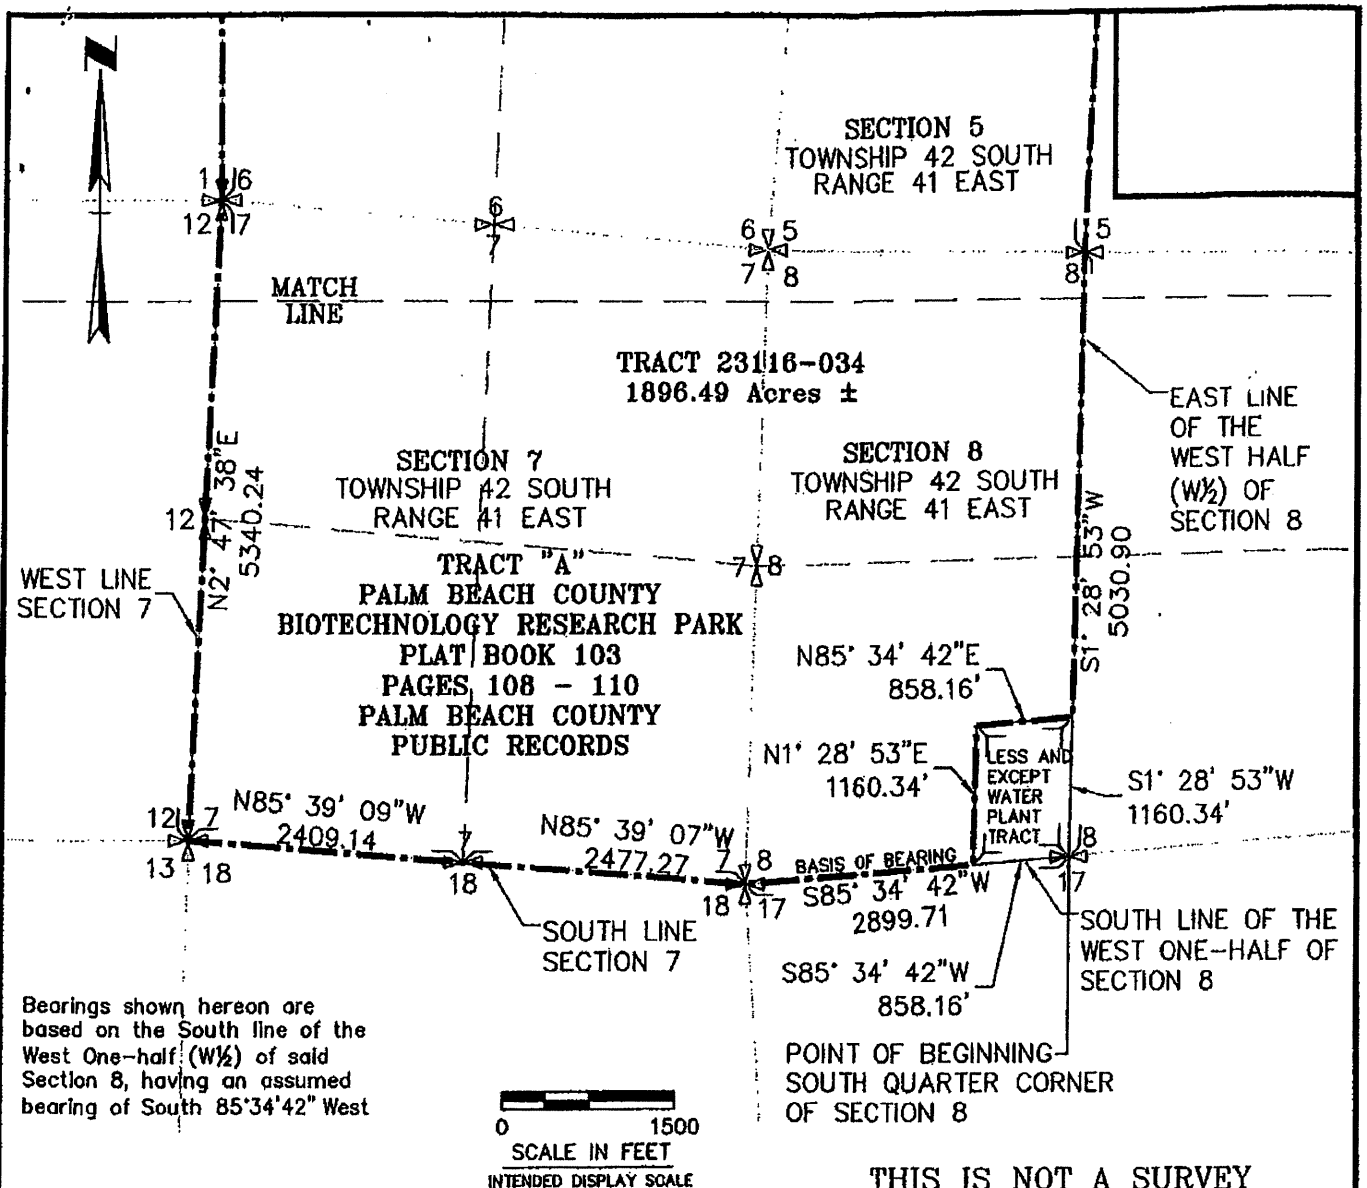 N
SECTION 5
TOWNSHIP 42 SOUTH
RANGE 41 EAST
1 6
12 7
6
7
6 5
7 8
5
8
MATCH
LINE
TRACT 23116-034
1896.49 Acres ±
EAST LINE
OF THE
WEST HALF
(W½) OF
SECTION 8
SECTION 7
TOWNSHIP 42 SOUTH
RANGE 41 EAST
SECTION 8
TOWNSHIP 42 SOUTH
RANGE 41 EAST
N2° 47' 38"E
5340.24
S1° 28' 53"W
5030.90
12
7 8
WEST LINE
SECTION 7
TRACT "A"
PALM BEACH COUNTY
BIOTECHNOLOGY RESEARCH PARK
PLAT BOOK 103
PAGES 108 - 110
PALM BEACH COUNTY
PUBLIC RECORDS
N85° 34' 42"E
858.16'
N1° 28' 53"E
1160.34'
LESS AND
EXCEPT
WATER
PLANT
TRACT
S1° 28' 53"W
1160.34'
12 7
13 18
N85° 39' 09"W
2409.14
7
18
N85° 39' 07"W
2477.27
7 8
18 17
BASIS OF BEARING
S85° 34' 42"W
2899.71
8
17
SOUTH LINE
SECTION 7
SOUTH LINE OF THE
WEST ONE-HALF OF
SECTION 8
S85° 34' 42"W
858.16'
Bearings shown hereon are
based on the South line of the
West One-half (W½) of said
Section 8, having an assumed
bearing of South 85°34'42" West
POINT OF BEGINNING
SOUTH QUARTER CORNER
OF SECTION 8
0 1500
SCALE IN FEET
INTENDED DISPLAY SCALE
THIS IS NOT A SURVEY